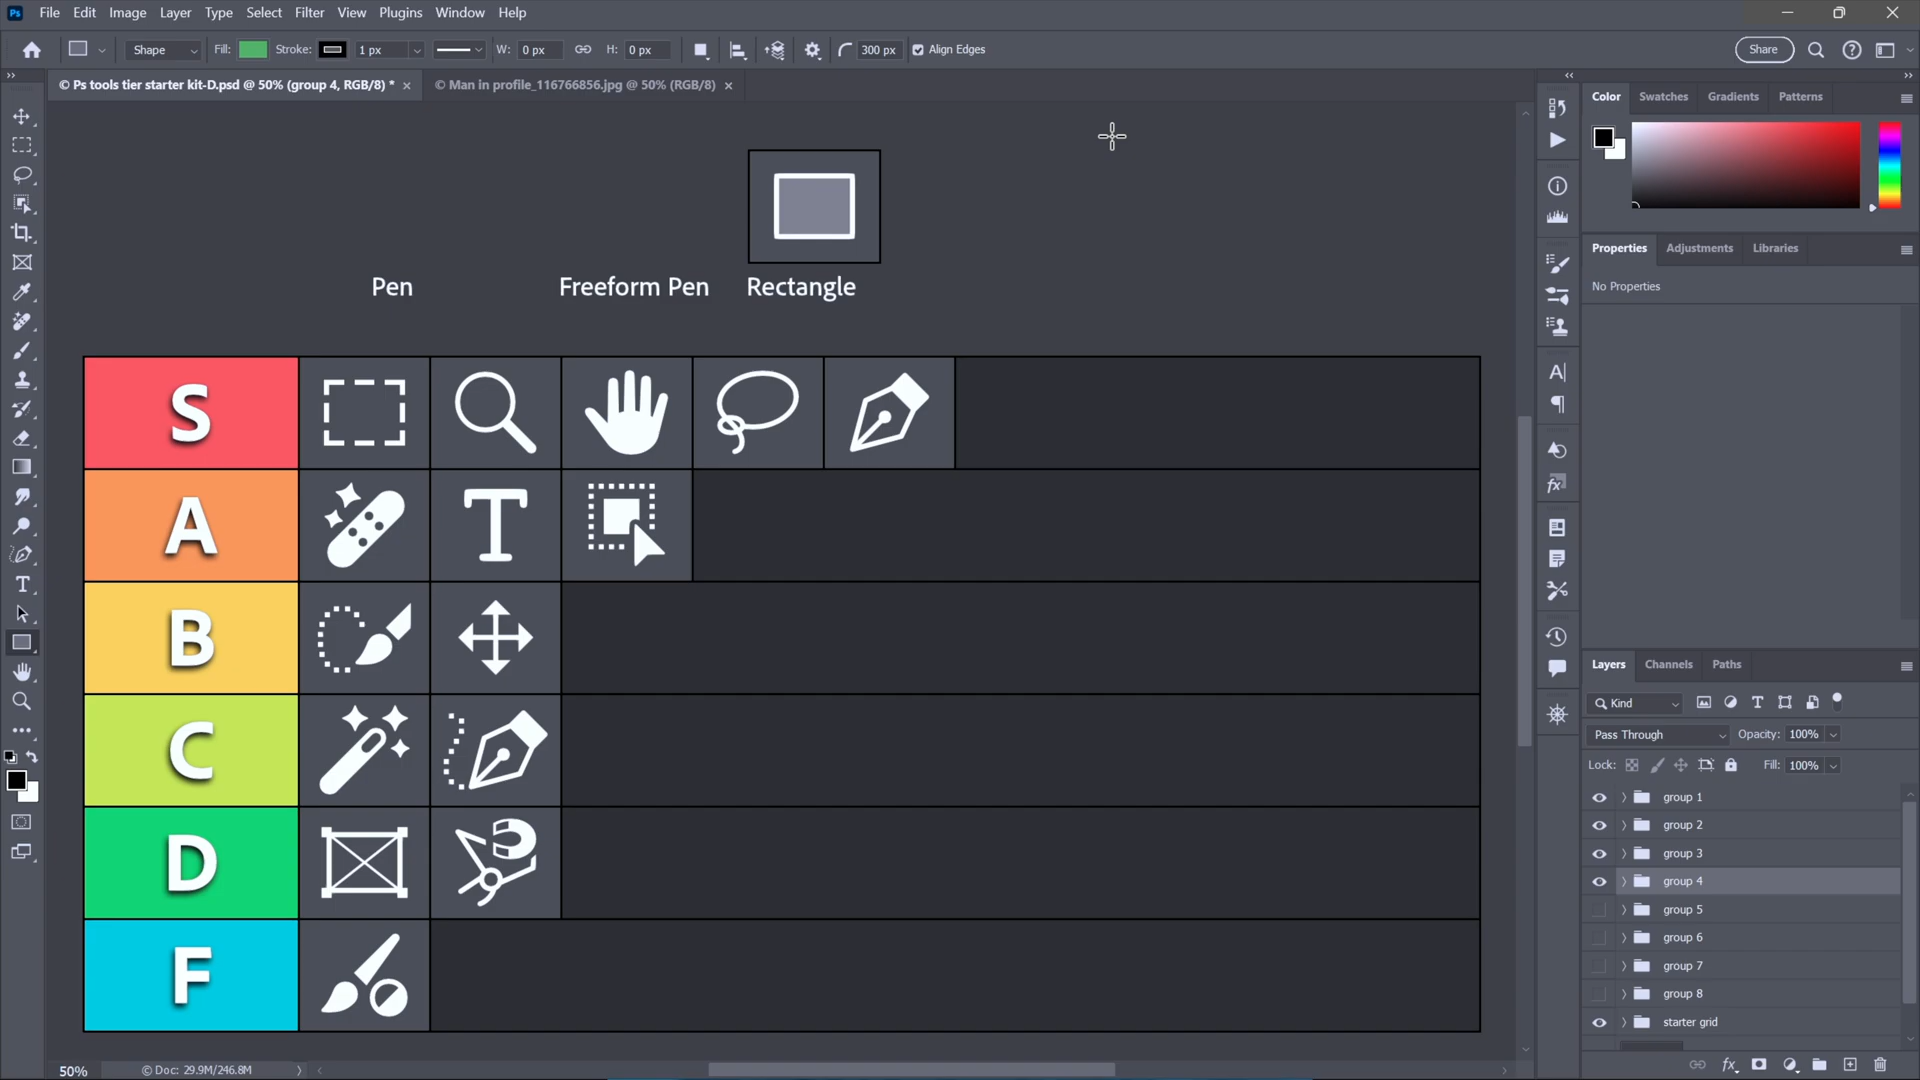 Ps File Edit Image Layer Type Select Filter View Plugins Window Help
Shape Fill: Stroke: 1 px W: 0 px H: 0 px 300 px Align Edges Share
© Ps tools tier starter kit-D.psd @ 50% (group 4, RGB/8) * × © Man in profile_116766856.jpg @ 50% (RGB/8) ×
Color Swatches Gradients Patterns
Properties Adjustments Libraries
No Properties
Pen Freeform Pen Rectangle
S
A T
B
C
D
F
Layers Channels Paths
Kind
Pass Through Opacity: 100%
Lock: Fill: 100%
group 1
group 2
group 3
group 4
group 5
group 6
group 7
group 8
starter grid
50% © Doc: 29.9M/246.8M